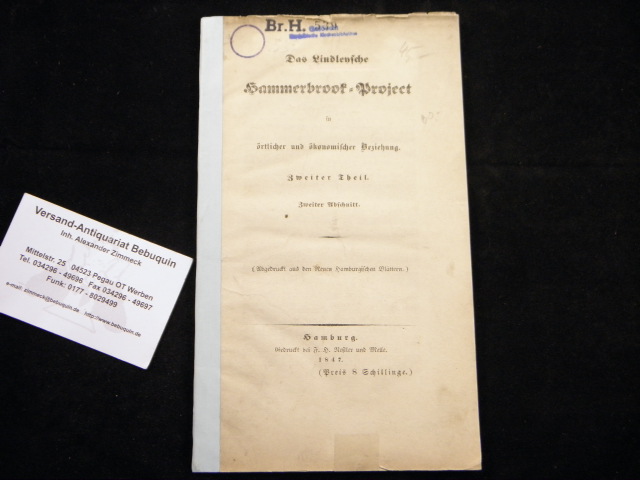 Br.H. 580
45-
Das Lindleysche
Hammerbrook-Project
in
örtlicher und ökonomischer Beziehung.
Zweiter Theil.
Zweiter Abschnitt.
(Abgedruckt aus den Neuen Hamburgischen Blättern.)
Hamburg.
Gedruckt bei F. H. Nestler und Melle.
1847.
(Preis 8 Schillinge.)
Versand-Antiquariat Bebuquin
Inh. Alexander Zimmeck
Mittelstr. 25 04523 Pegau OT Werben
Tel. 034296 - 49696 Fax 034296 - 49697
Funk: 0177 - 8029499
e-mail: zimmeck@bebuquin.de http://www.bebuquin.de